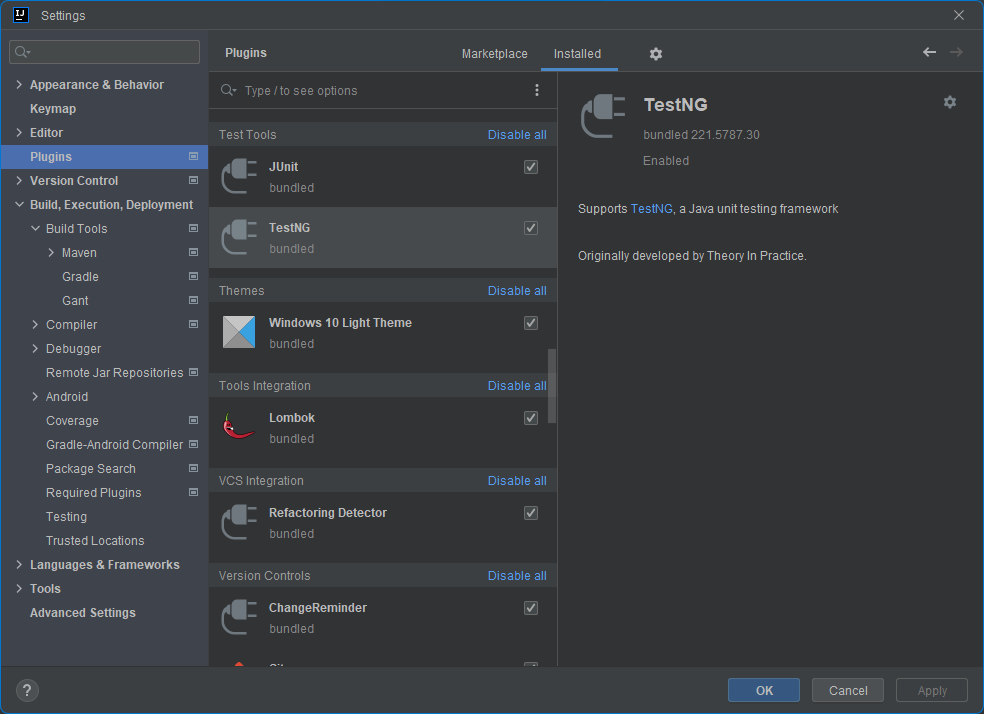 IJ
Settings
Appearance & Behavior
Keymap
Editor
Plugins
Version Control
Build, Execution, Deployment
Build Tools
Maven
Gradle
Gant
Compiler
Debugger
Remote Jar Repositories
Android
Coverage
Gradle-Android Compiler
Package Search
Required Plugins
Testing
Trusted Locations
Languages & Frameworks
Tools
Advanced Settings
Plugins
Marketplace
Installed
Type / to see options
Test Tools
Disable all
JUnit
bundled
TestNG
bundled
Themes
Disable all
Windows 10 Light Theme
bundled
Tools Integration
Disable all
Lombok
bundled
VCS Integration
Disable all
Refactoring Detector
bundled
Version Controls
Disable all
ChangeReminder
bundled
TestNG
bundled 221.5787.30
Enabled
Supports TestNG, a Java unit testing framework
Originally developed by Theory In Practice.
?
OK
Cancel
Apply